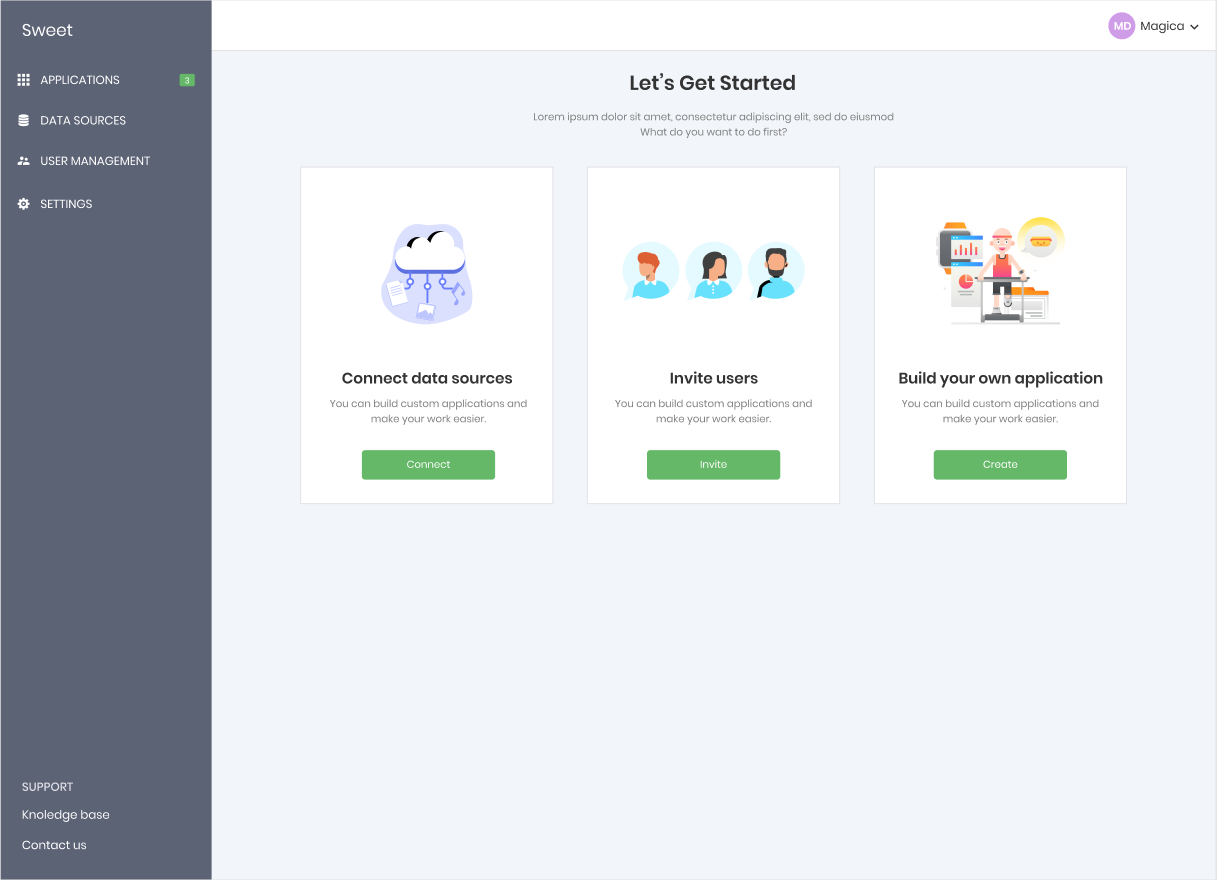 Sweet
MD Magica
APPLICATIONS 3
DATA SOURCES
USER MANAGEMENT
SETTINGS
Let’s Get Started
Lorem ipsum dolor sit amet, consectetur adipiscing elit, sed do eiusmod
What do you want to do first?
Connect data sources
You can build custom applications and
make your work easier.
Connect
Invite users
You can build custom applications and
make your work easier.
Invite
Build your own application
You can build custom applications and
make your work easier.
Create
SUPPORT
Knoledge base
Contact us